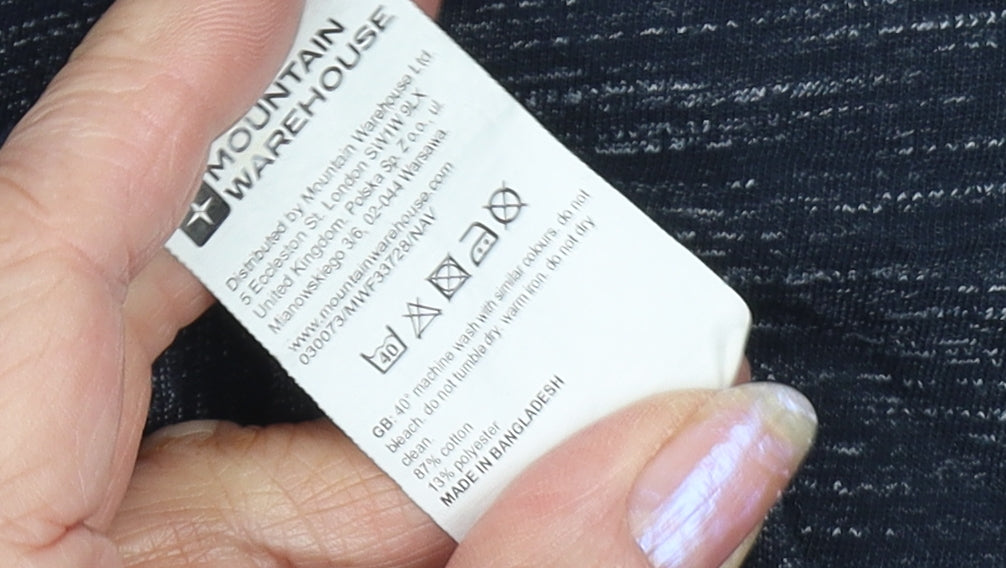 MOUNTAIN
WAREHOUSE
Distributed by Mountain Warehouse Ltd.
5 Eccleston St. London SW1W 9LX
United Kingdom. Polska Sp. Z o.o., ul.
Mianowskiego 3/6, 02-044 Warsawa.
www.mountainwarehouse.com
030073/MWF33728/NAV
40
GB: 40° machine wash with similar colours, do not
bleach, do not tumble dry, warm iron, do not dry
clean.
87% cotton
13% polyester
MADE IN BANGLADESH